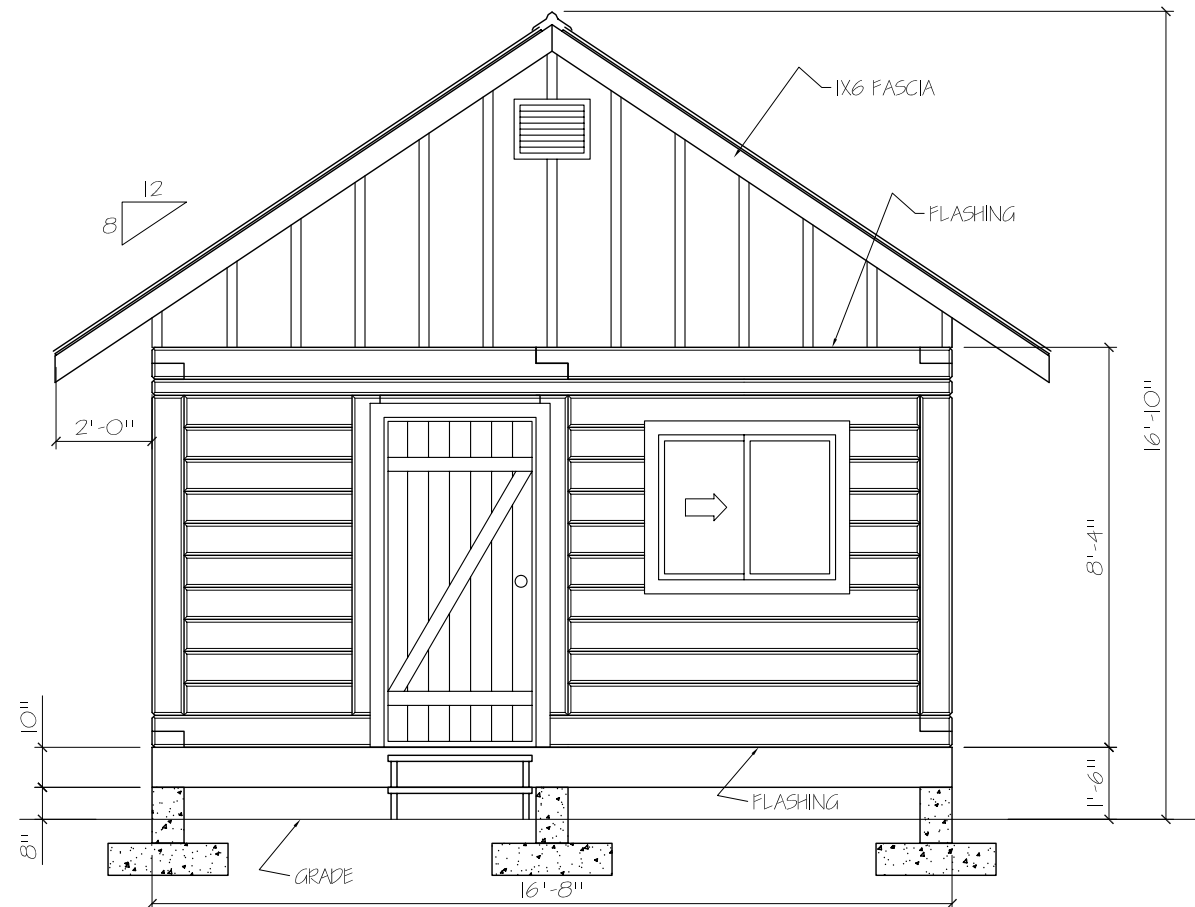 1X6 FASCIA
12
8
FLASHING
2'-0"
16'-10"
8'-4"
10"
1'-6"
FLASHING
8"
GRADE
16'-8"